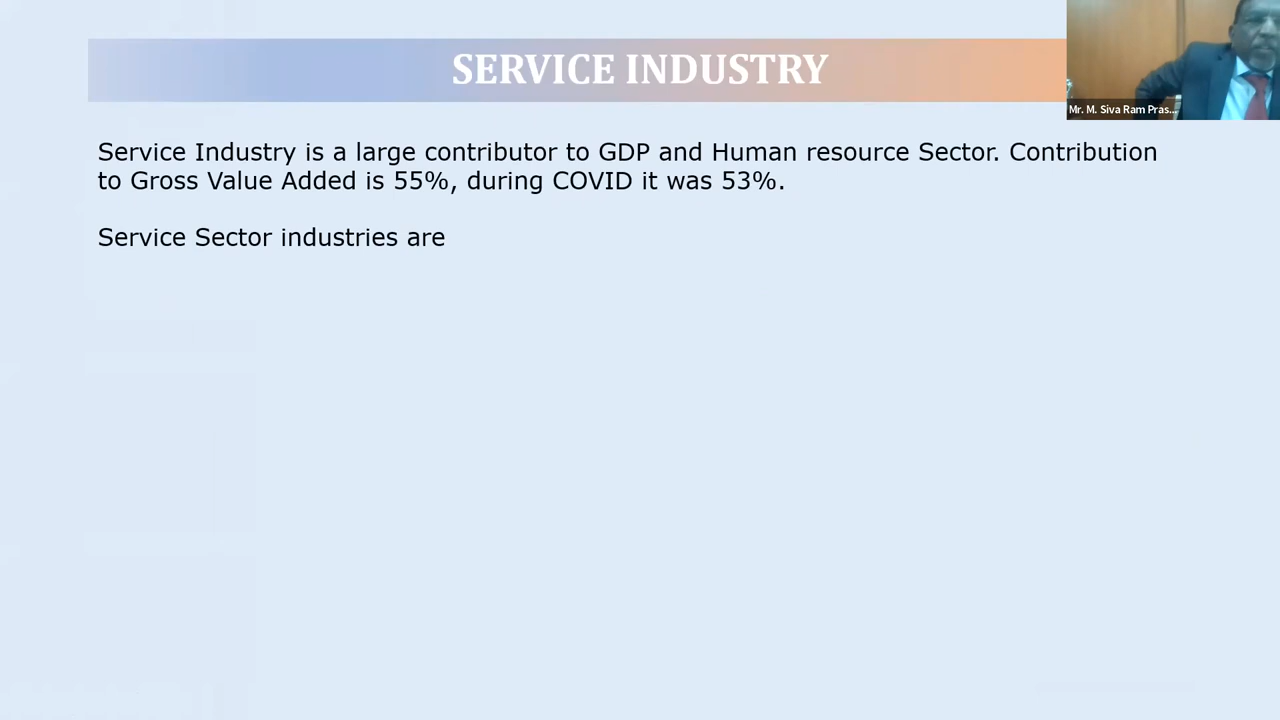 SERVICE INDUSTRY
Mr. M. Siva Ram Pras...
Service Industry is a large contributor to GDP and Human resource Sector. Contribution
to Gross Value Added is 55%, during COVID it was 53%.
Service Sector industries are